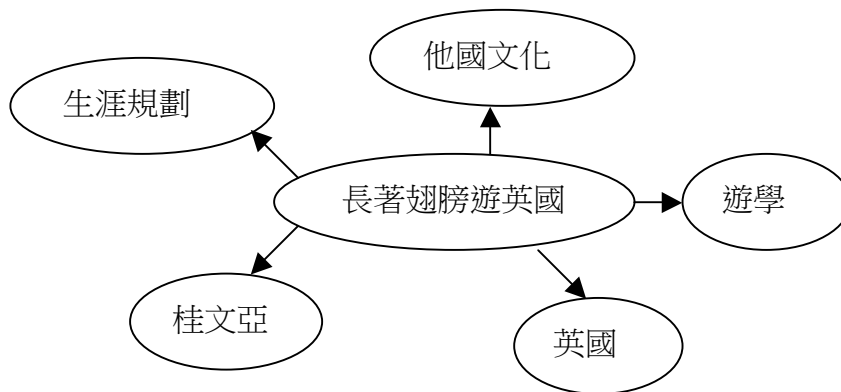 他國文化
生涯規劃
長著翅膀遊英國
遊學
桂文亞
英國